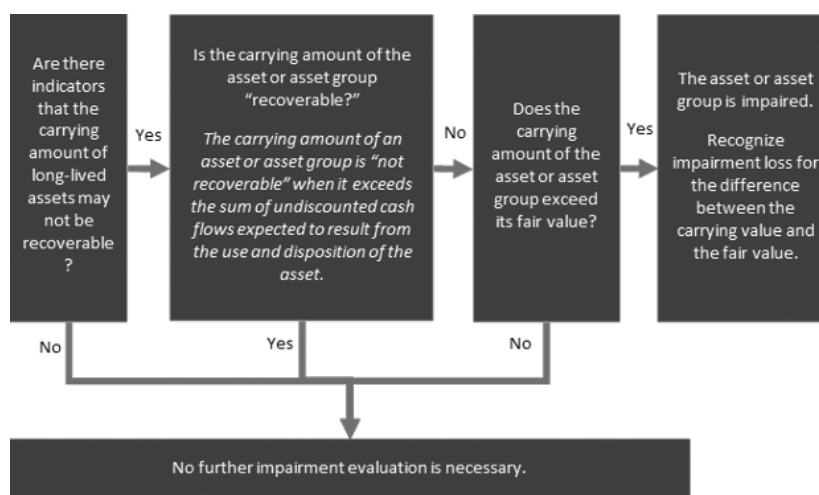 Are there
indicators
that the
carrying
amount of
long-lived
assets may
not be
recoverable
?
Yes
Is the carrying amount of the
asset or asset group
“recoverable?”
The carrying amount of an
asset or asset group is “not
recoverable” when it exceeds
the sum of undiscounted cash
flows expected to result from
the use and disposition of the
asset.
No
Does the
carrying
amount of the
asset or asset
group exceed
its fair value?
Yes
The asset or asset
group is impaired.
Recognize
impairment loss for
the difference
between the
carrying value and
the fair value.
No
Yes
No
No further impairment evaluation is necessary.